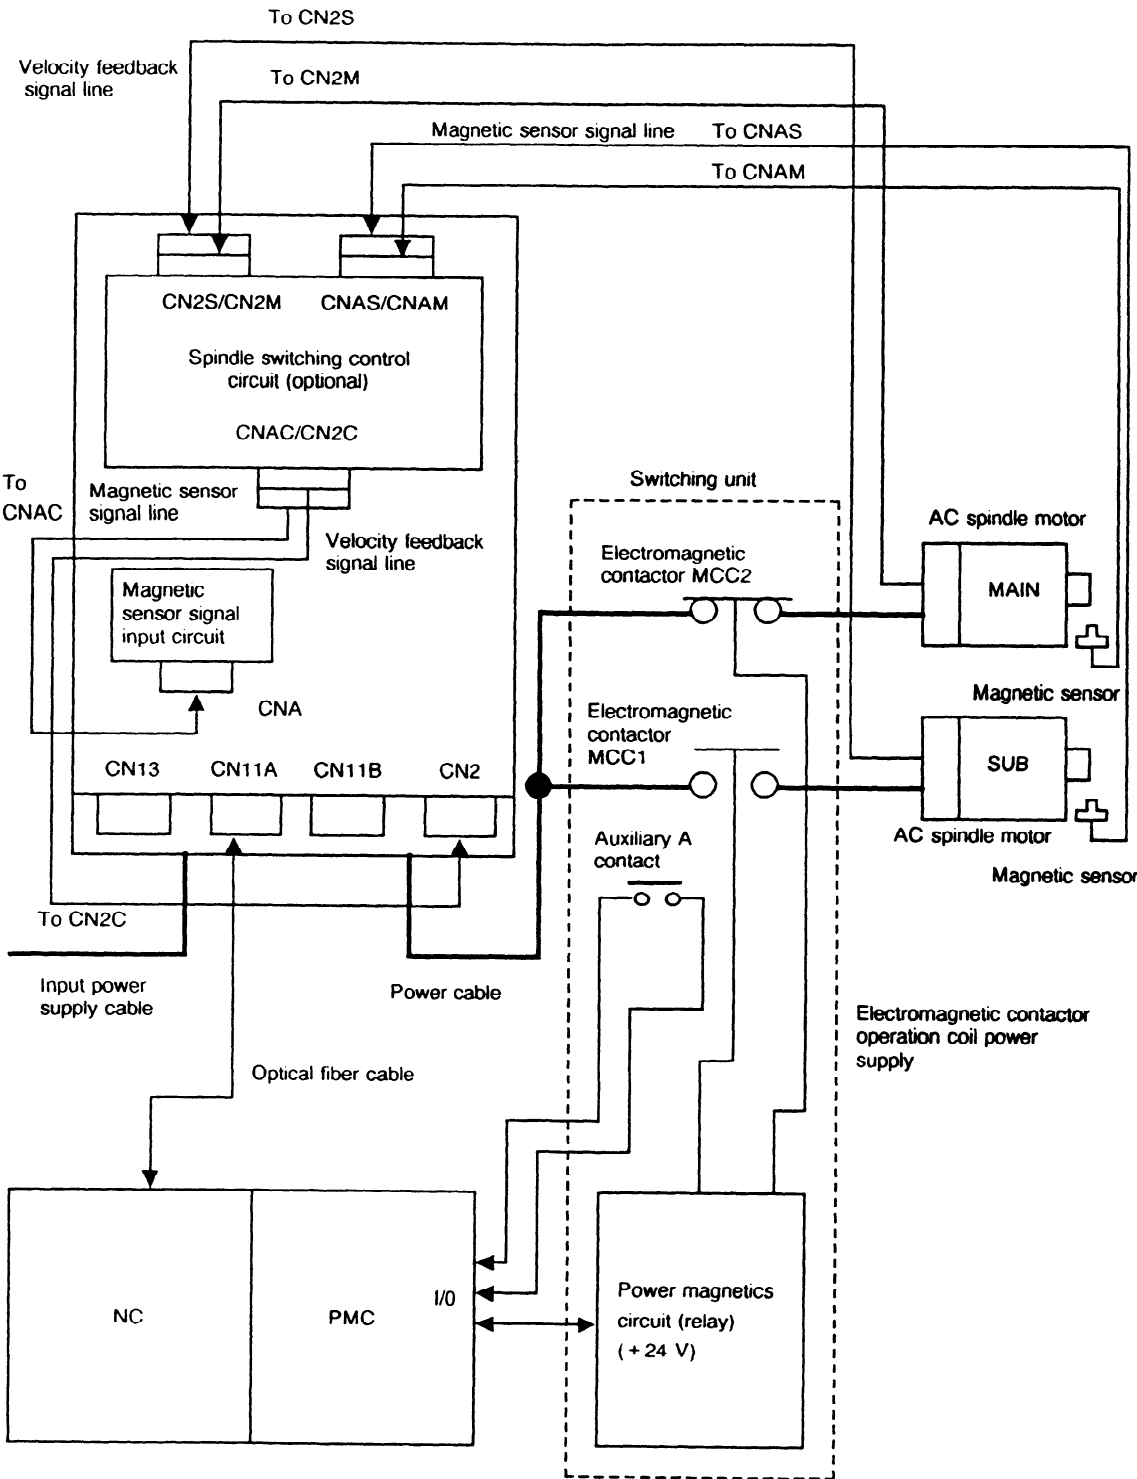 To CN2S
Velocity feedback
signal line
To CN2M
Magnetic sensor signal line
To CNAS
To CNAM
CN2S/CN2M
CNAS/CNAM
Spindle switching control
circuit (optional)
CNAC/CN2C
To
CNAC
Magnetic sensor
signal line
Velocity feedback
signal line
Switching unit
AC spindle motor
Electromagnetic
contactor MCC2
MAIN
Magnetic
sensor signal
input circuit
CNA
Magnetic sensor
Electromagnetic
contactor
MCC1
SUB
CN13
CN11A
CN11B
CN2
AC spindle motor
Auxiliary A
contact
Magnetic sensor
To CN2C
Input power
supply cable
Power cable
Electromagnetic contactor
operation coil power
supply
Optical fiber cable
NC
PMC
I/0
Power magnetics
circuit (relay)
(+24 V)